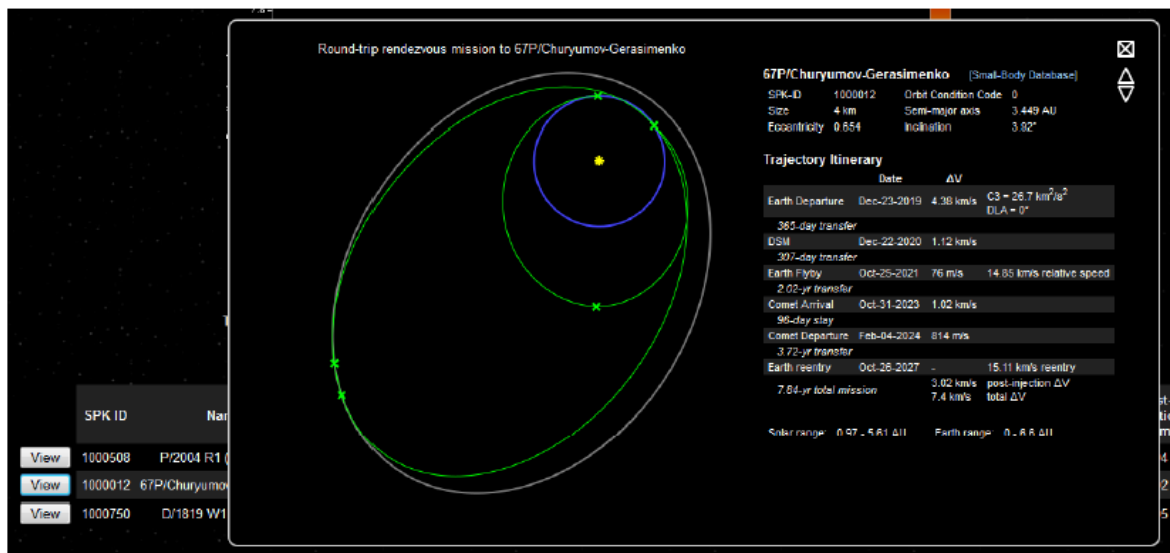 Round-trip rendezvous mission to 67P/Churyumov-Gerasimenko
67P/Churyumov-Gerasimenko [Small-Body Database]
SPK-ID 1000012 Orbit Condition Code 0
Size 4 km Semi-major axis 3.449 AU
Eccentricity 0.654 Inclination 3.92°
Trajectory Itinerary
Date ΔV
Earth Departure Dec-23-2019 4.38 km/s C3 = 26.7 km²/s²
DLA = 0°
365-day transfer
DSM Dec-22-2020 1.12 km/s
307-day transfer
Earth Flyby Oct-25-2021 76 m/s 14.85 km/s relative speed
2.02-yr transfer
Comet Arrival Oct-31-2023 1.02 km/s
96-day stay
Comet Departure Feb-04-2024 814 m/s
3.72-yr transfer
Earth reentry Oct-26-2027 - 15.11 km/s reentry
7.84-yr total mission 3.02 km/s post-injection ΔV
7.4 km/s total ΔV
Solar range: 0.97 - 5.61 AU Earth range: 0 - 6.6 AU
SPK ID Nar
View 1000508 P/2004 R1 (
View 1000012 67P/Churyumov
View 1000750 D/1819 W1